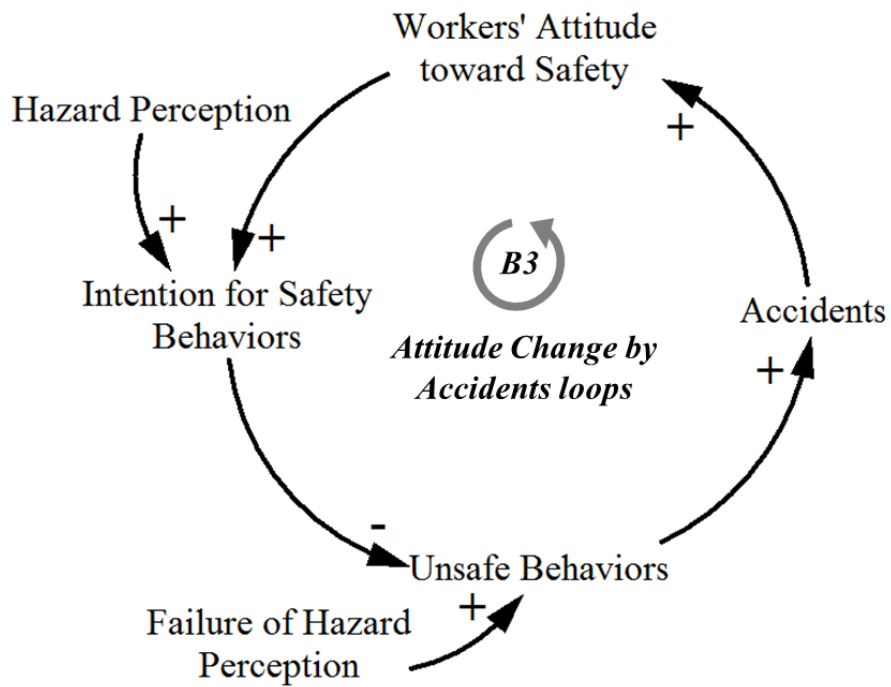 Workers' Attitude
toward Safety
Hazard Perception
+
+
+
B3
Intention for Safety
Behaviors
Accidents
Attitude Change by
Accidents loops
+
-
Unsafe Behaviors
+
Failure of Hazard
Perception